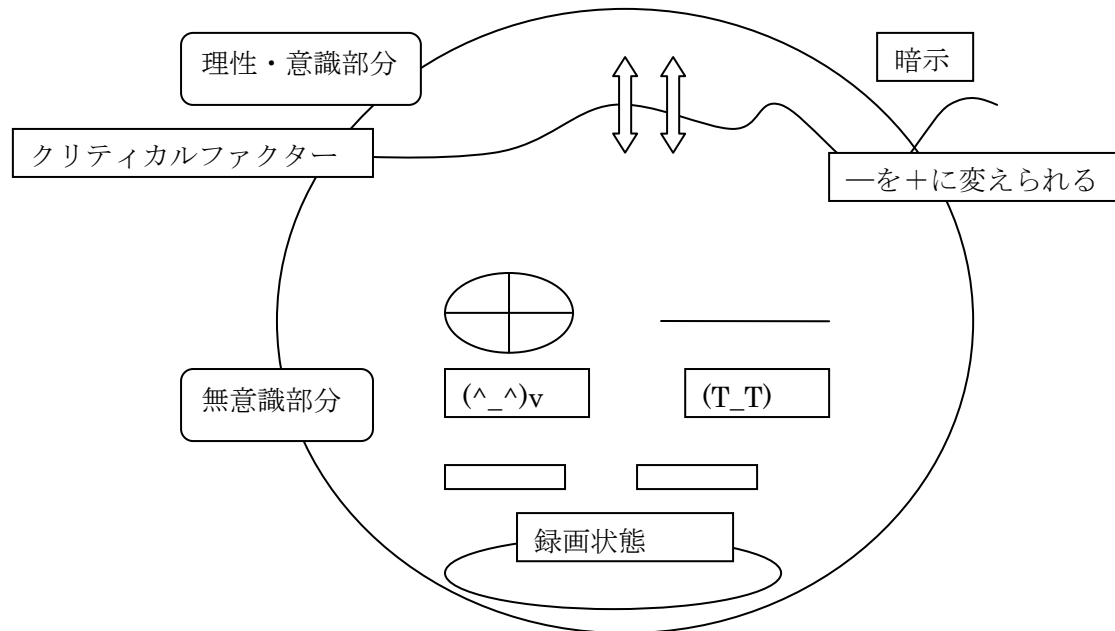 理性・意識部分
暗示
クリティカルファクター
―を＋に変えられる
(^_^)v
(T_T)
無意識部分
録画状態